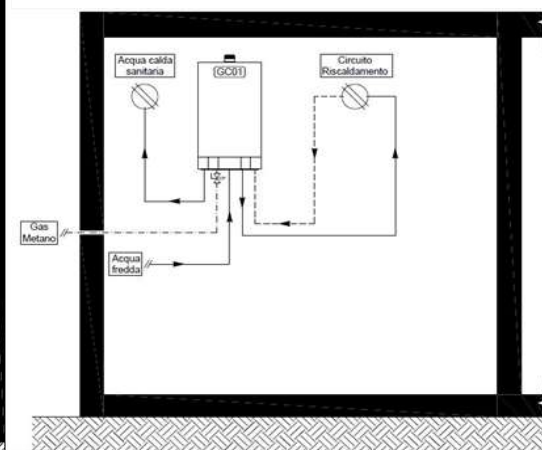 Acqua calda
sanitaria
GC01
Circuito
Riscaldamento
Gas
Metano
Acqua
fredda